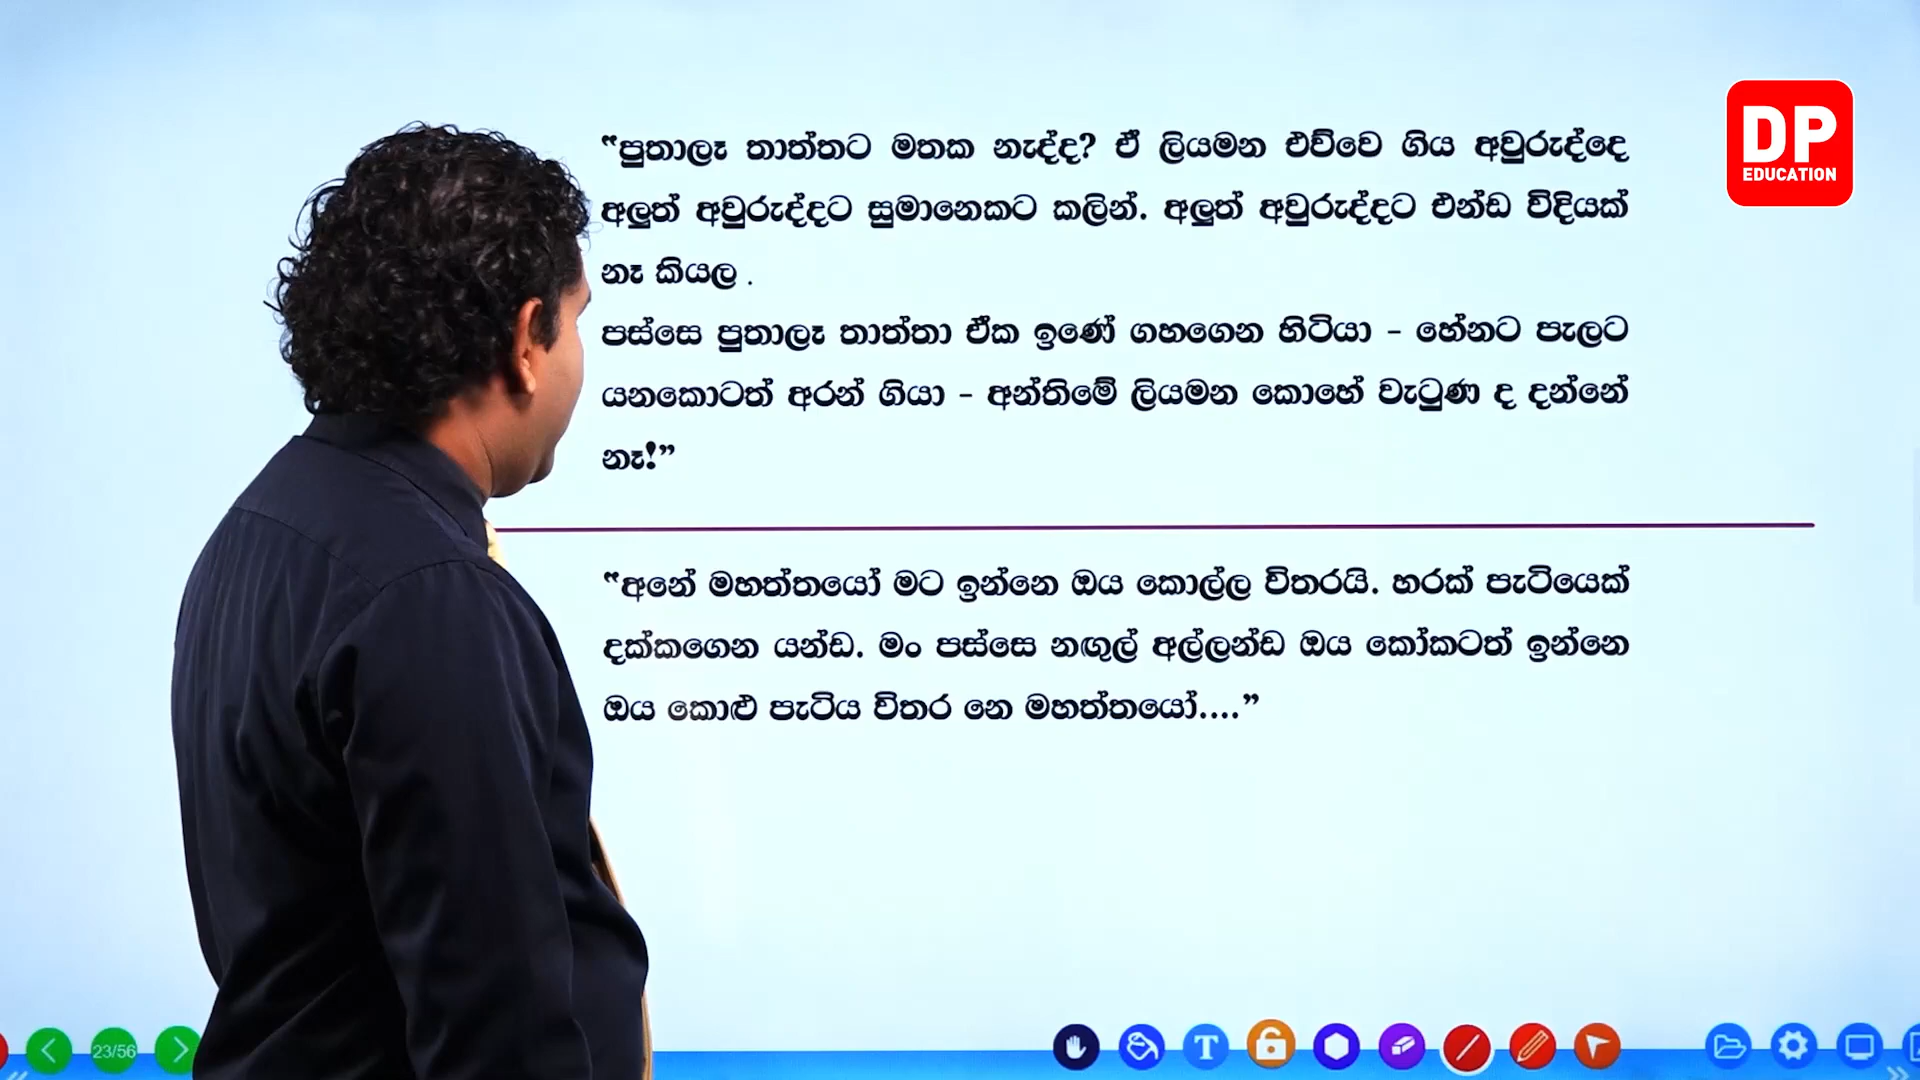 "පුතාලෑ තාත්තට මතක නැද්ද? ඒ ලියමන එව්වෙ ගිය අවුරුද්දෙ
අලුත් අවුරුද්දට සුමානෙකට කලින්. අලුත් අවුරුද්දට එන්ඩ විදියක්
නෑ කියල .
පස්සෙ පුතාලෑ තාත්තා ඒක ඉණේ ගහගෙන හිටියා - හේනට පැලට
යනකොටත් අරන් ගියා - අන්තිමේ ලියමන කොහේ වැටුණ ද දන්නේ
නෑ!"
"අනේ මහත්තයෝ මට ඉන්නෙ ඔය කොල්ල විතරයි. හරක් පැටියෙක්
දක්කගෙන යන්ඩ. මං පස්සෙ නඟුල් අල්ලන්ඩ ඔය කෝකටත් ඉන්නෙ
ඔය කොළු පැටිය විතර නෙ මහත්තයෝ...."
DP
EDUCATION
23/56
T